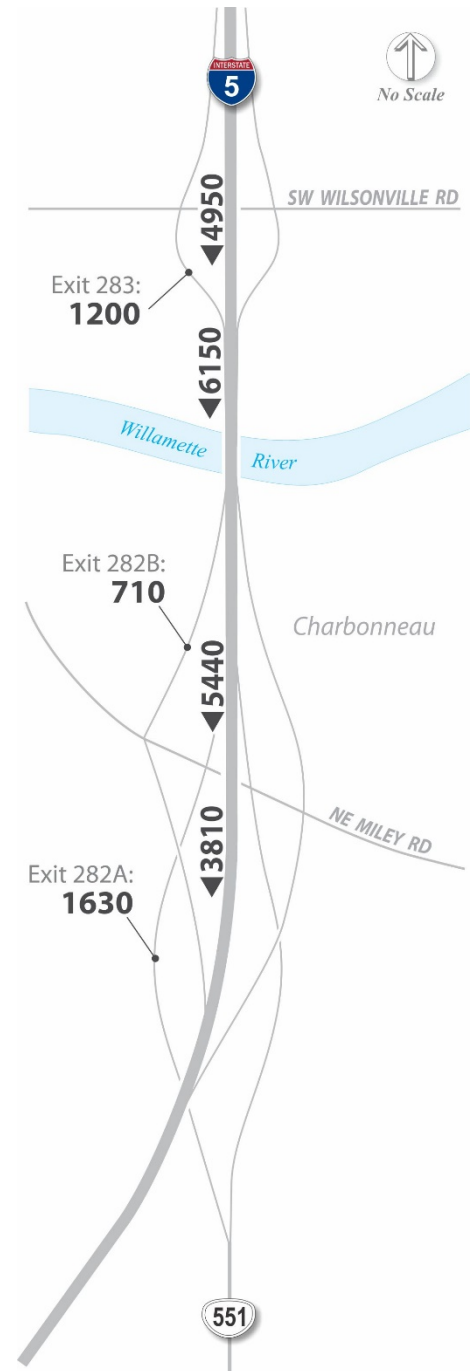 INTERSTATE
5
No Scale
SW WILSONVILLE RD
4950
Exit 283:
1200
6150
Willamette River
Exit 282B:
710
Charbonneau
5440
NE MILEY RD
3810
Exit 282A:
1630
551